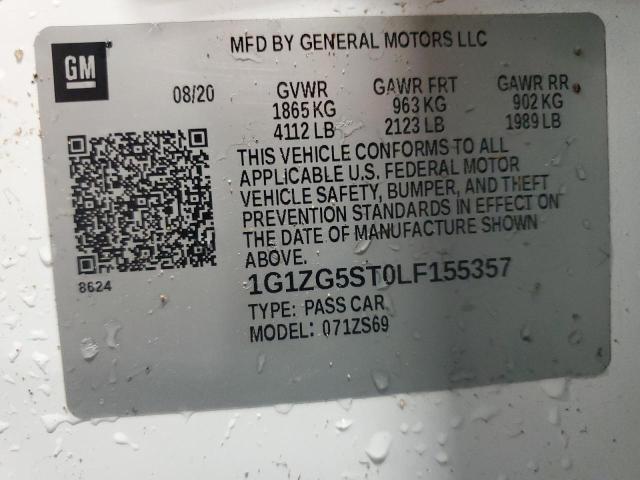 GM
MFD BY GENERAL MOTORS LLC
08/20 GVWR GAWR FRT GAWR RR
1865 KG 963 KG 902 KG
4112 LB 2123 LB 1989 LB
THIS VEHICLE CONFORMS TO ALL
APPLICABLE U.S. FEDERAL MOTOR
VEHICLE SAFETY, BUMPER, AND THEFT
PREVENTION STANDARDS IN EFFECT ON
THE DATE OF MANUFACTURE SHOWN
ABOVE.
8624
1G1ZG5ST0LF155357
TYPE: PASS CAR
MODEL: 071ZS69